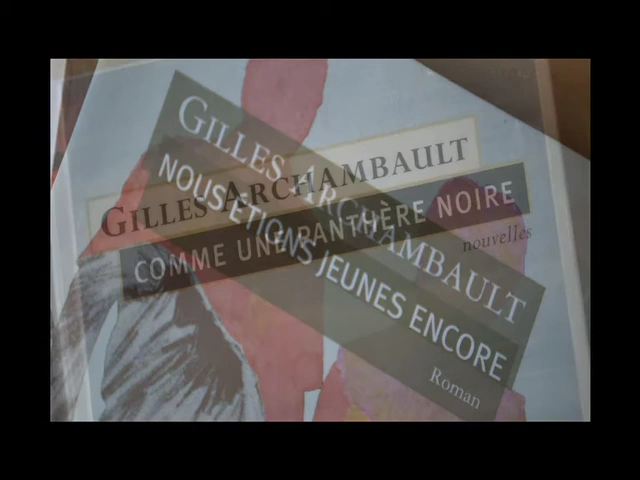 GILLES ARCHAMBAULT
COMME UNE PANTHÈRE NOIRE
nouvelles
GILLES ARCHAMBAULT
NOUS ÉTIONS JEUNES ENCORE
Roman